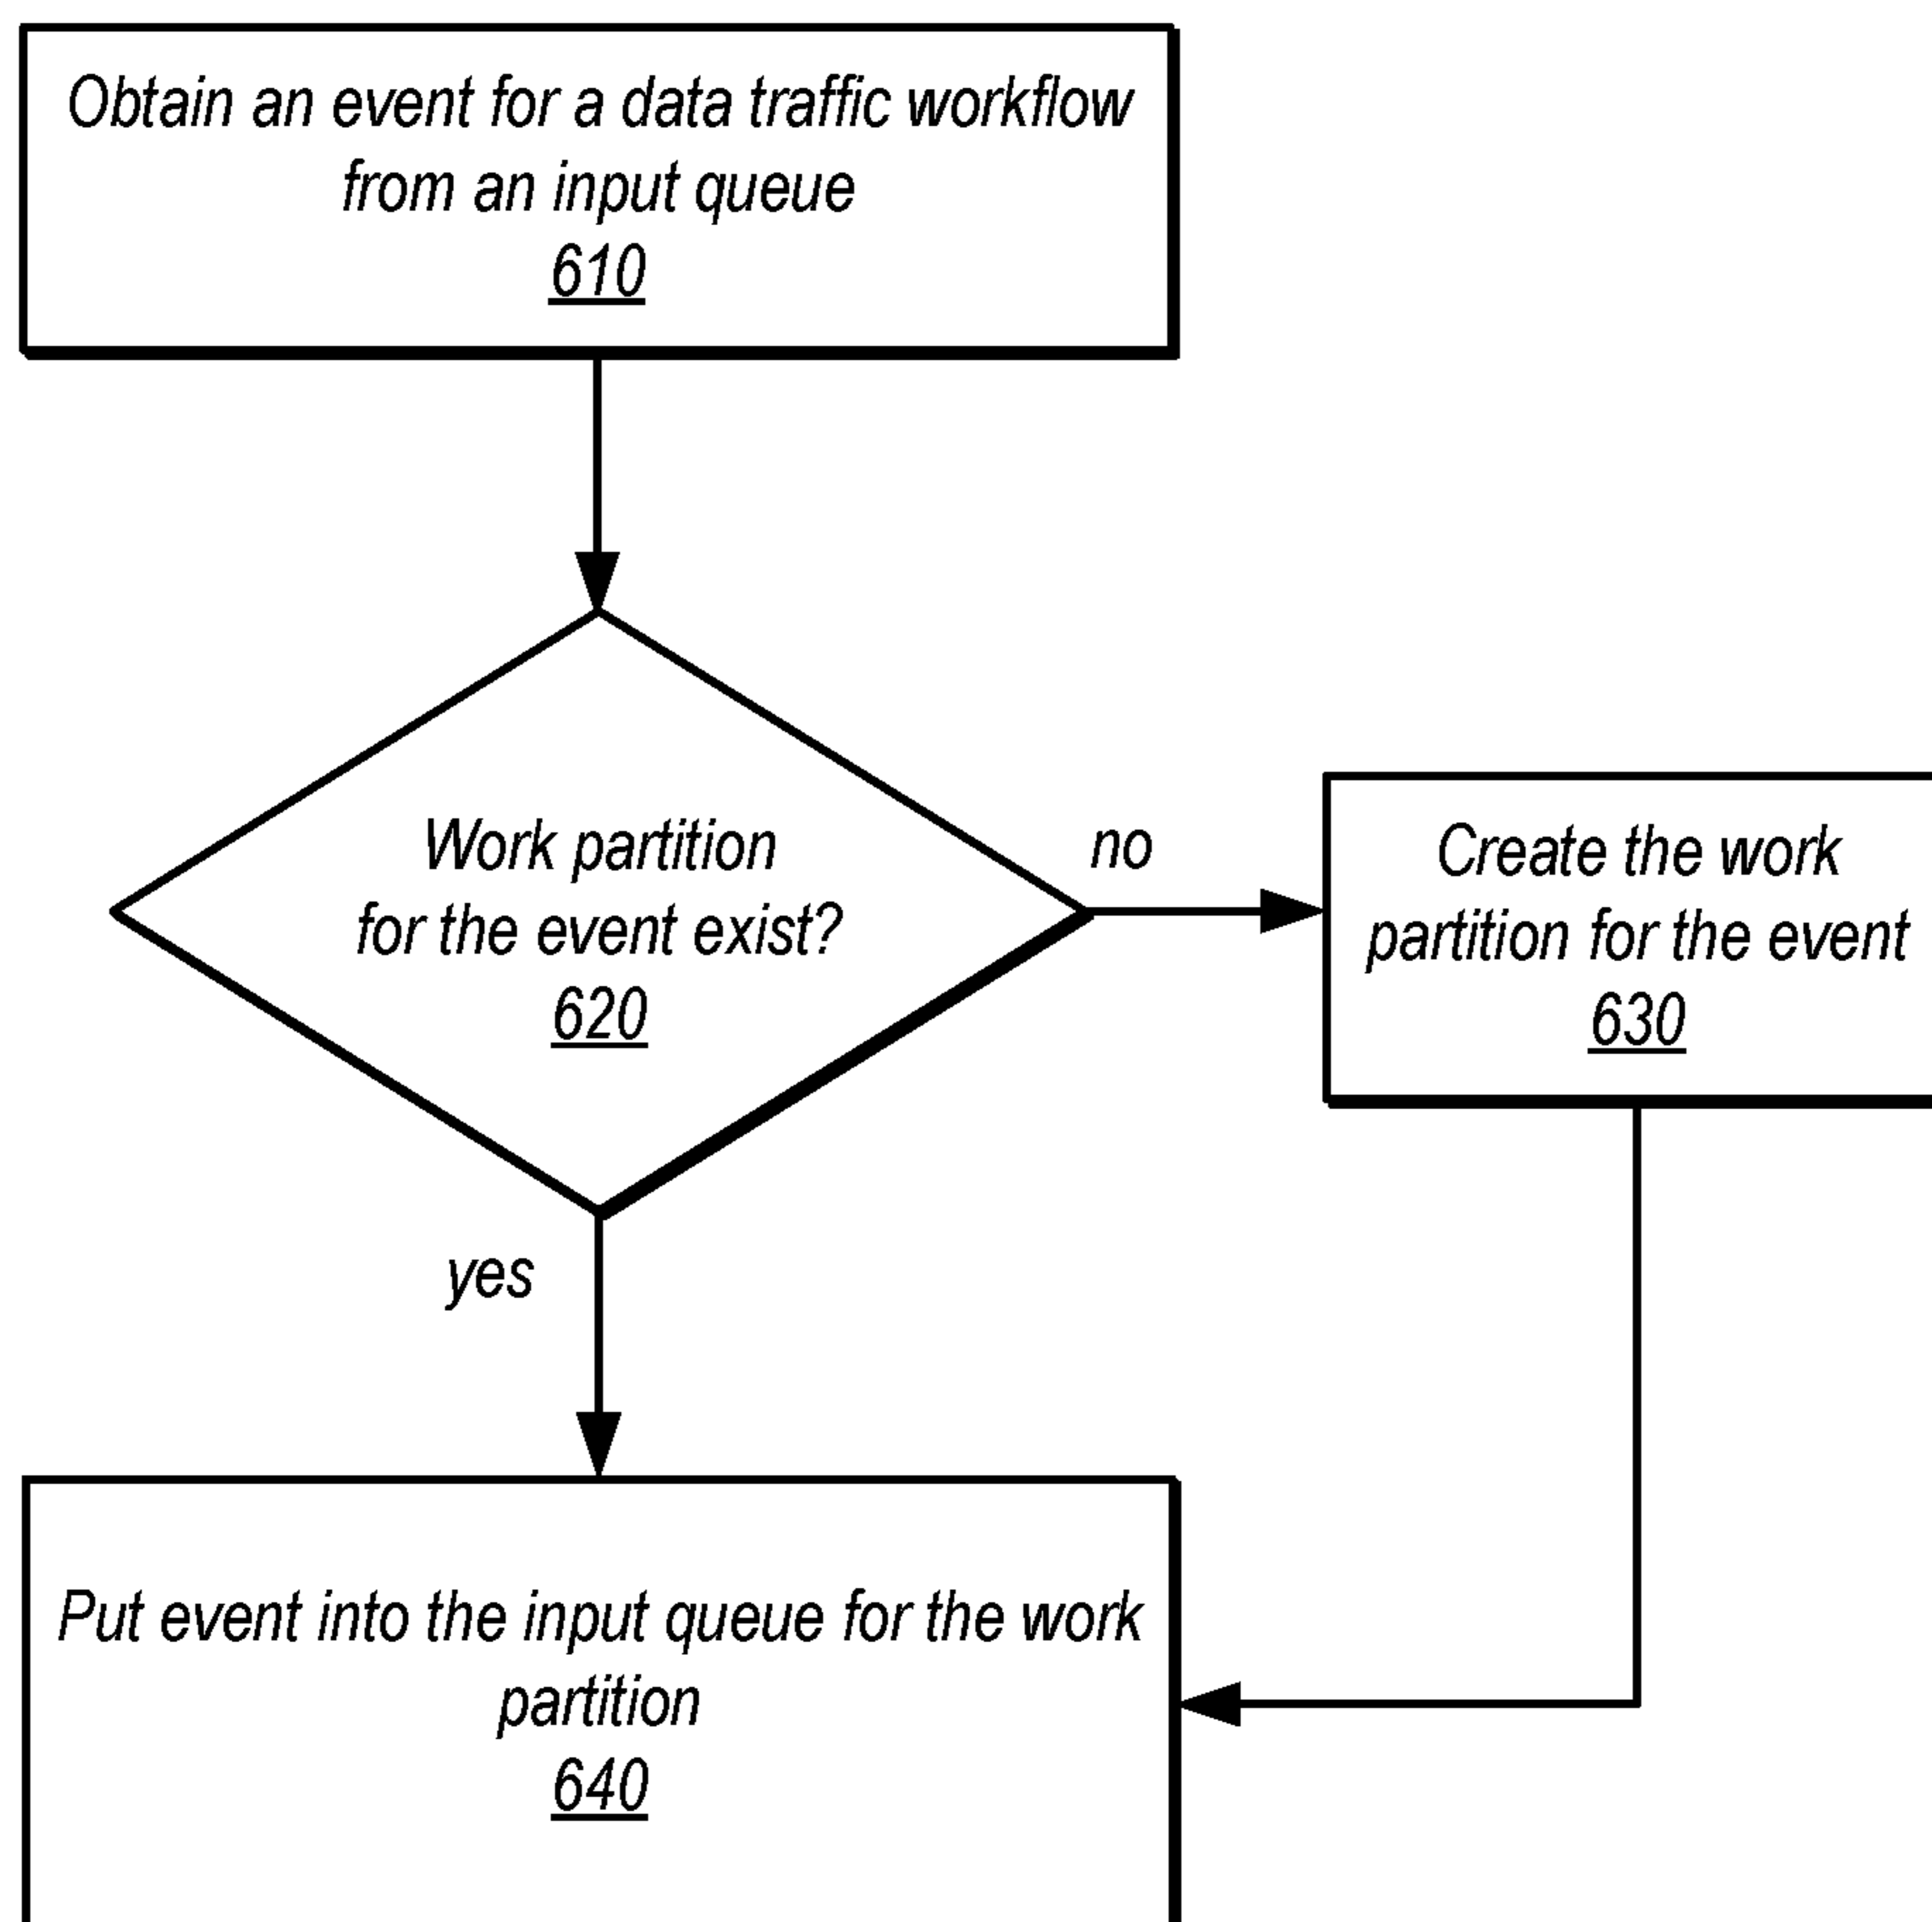 Obtain an event for a data traffic workflow
from an input queue
610
Work partition
for the event exist?
620
no
Create the work
partition for the event
630
yes
Put event into the input queue for the work
partition
640